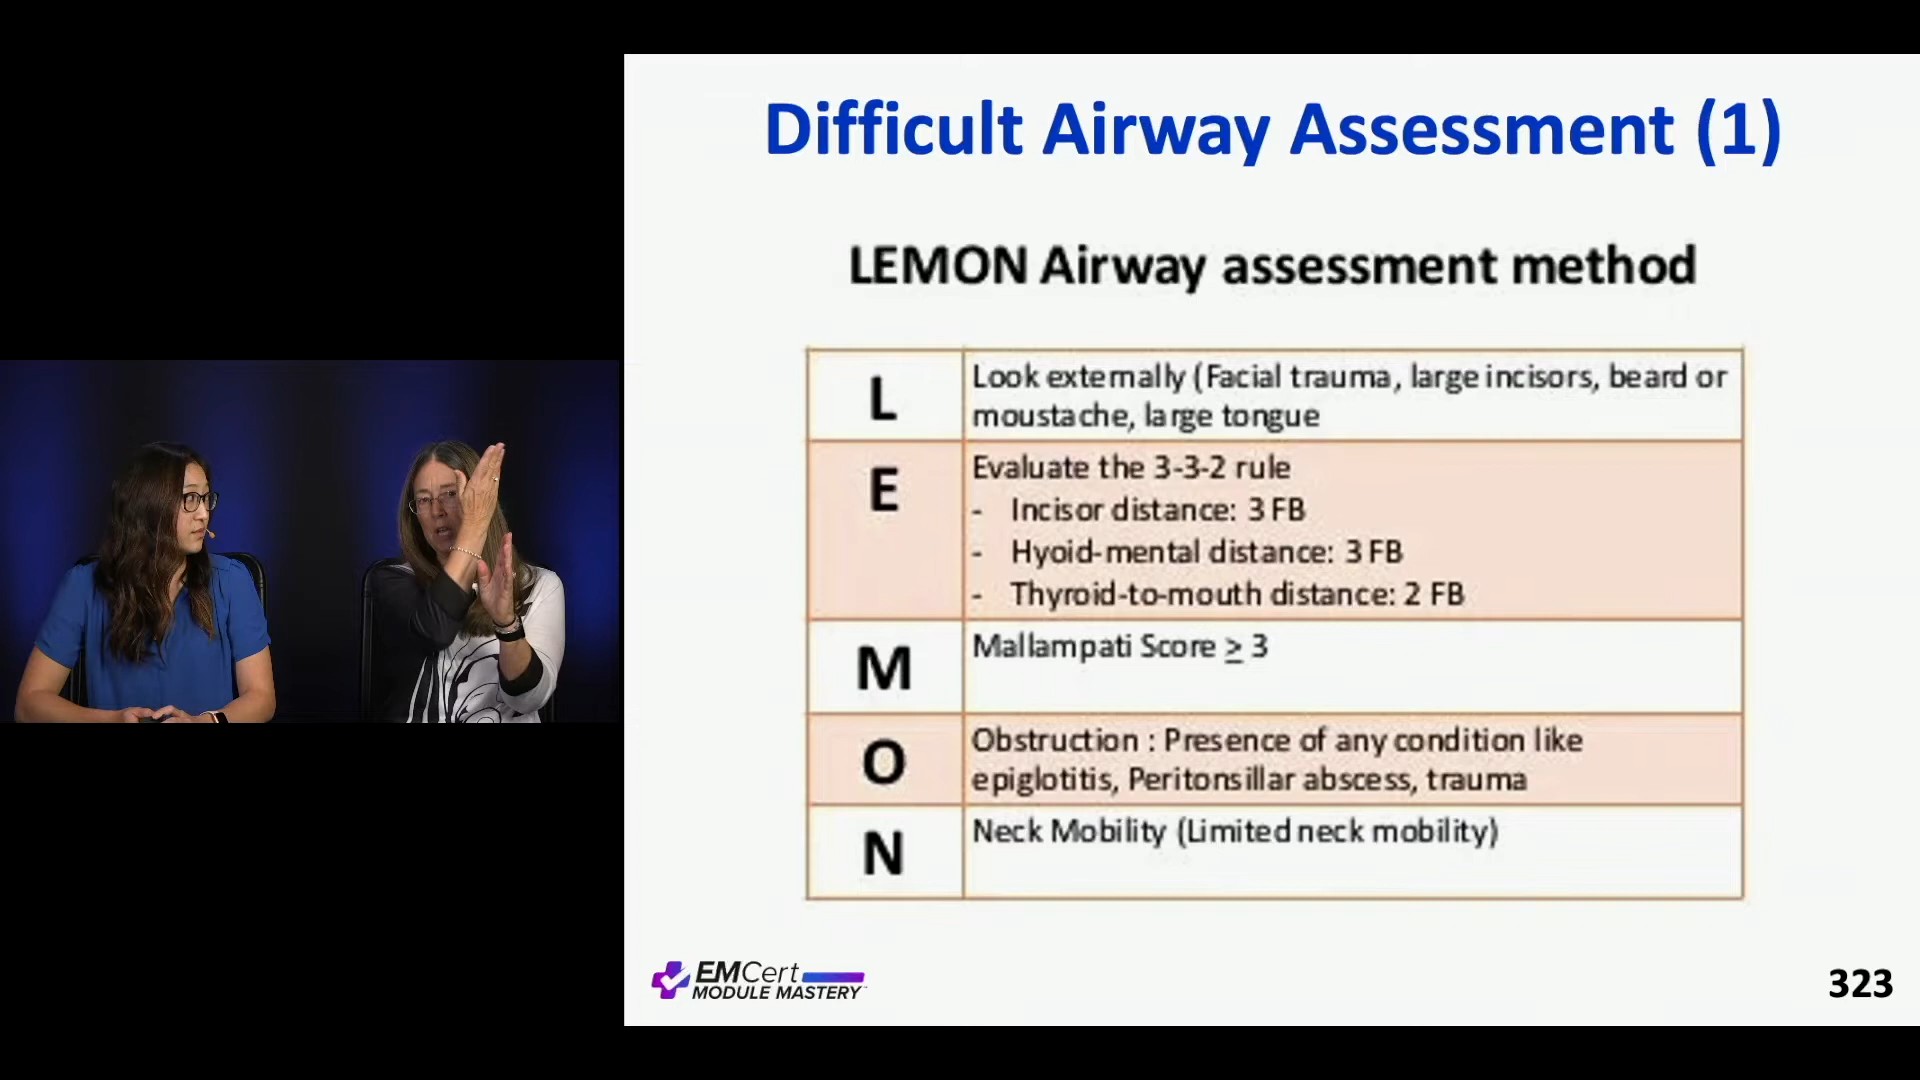 Difficult Airway Assessment (1)
LEMON Airway assessment method
L
Look externally (Facial trauma, large incisors, beard or
moustache, large tongue
E
Evaluate the 3-3-2 rule
- Incisor distance: 3 FB
- Hyoid-mental distance: 3 FB
- Thyroid-to-mouth distance: 2 FB
M
Mallampati Score ≥ 3
O
Obstruction : Presence of any condition like
epiglotitis, Peritonsillar abscess, trauma
N
Neck Mobility (Limited neck mobility)
EMCert
MODULE MASTERY
323